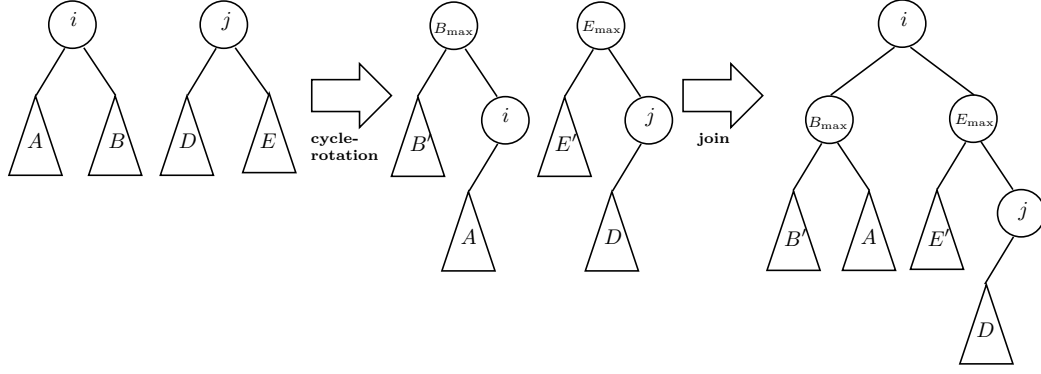 i j B_max E_max i
A B D E
cycle-
rotation
B′ i E′ j
join
B_max E_max
A D
B′ A E′ j
D